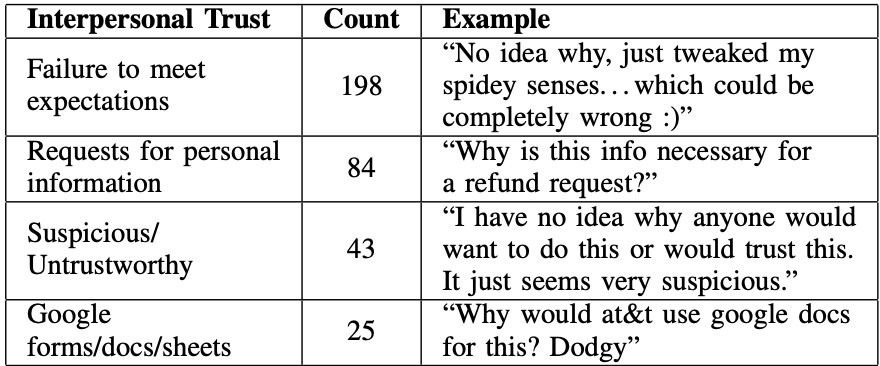 Interpersonal Trust Count Example
Failure to meet
expectations
198
“No idea why, just tweaked my
spidey senses...which could be
completely wrong :)”
Requests for personal
information
84
“Why is this info necessary for
a refund request?”
Suspicious/
Untrustworthy
43
“I have no idea why anyone would
want to do this or would trust this.
It just seems very suspicious.”
Google
forms/docs/sheets
25
“Why would at&t use google docs
for this? Dodgy”